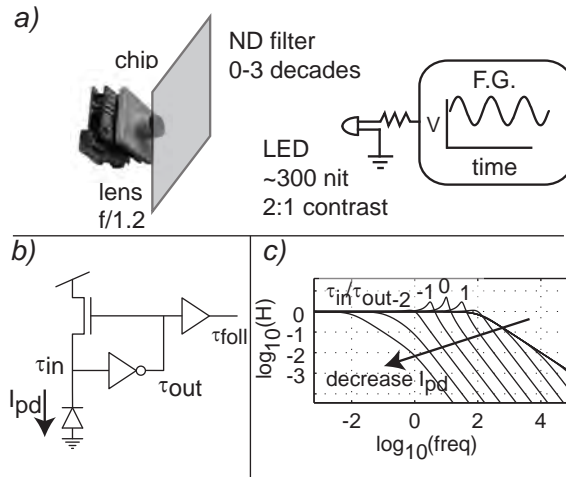 a)
chip
ND filter
0-3 decades
lens
f/1.2
LED
~300 nit
2:1 contrast
F.G.
V
time
b)
τin
Ipd
τout
τfoll
c)
τin/τout-2 -1 0 1
log10(H)
0
-1
-2
-3
decrease Ipd
-2 0 2 4
log10(freq)